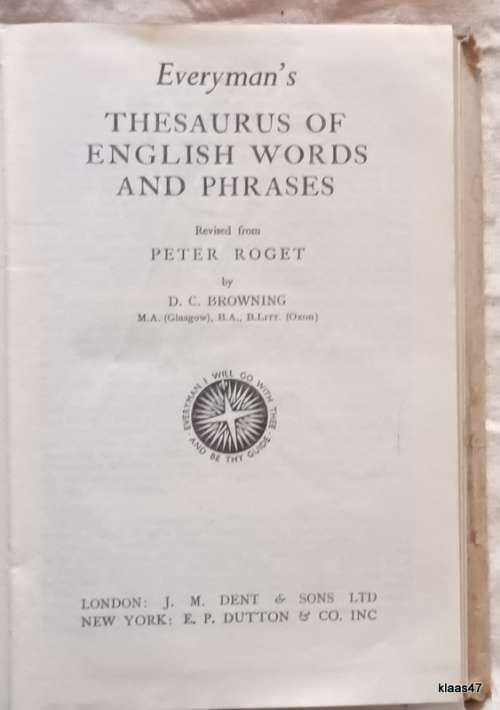 Everyman's
THESAURUS OF
ENGLISH WORDS
AND PHRASES
Revised from
PETER ROGET
by
D. C. BROWNING
M.A. (Glasgow), B.A., B.LITT. (Oxon)
EVERYMAN I WILL GO WITH THEE
· AND BE THY GUIDE ·
LONDON: J. M. DENT & SONS LTD
NEW YORK: E. P. DUTTON & CO. INC
klaas47